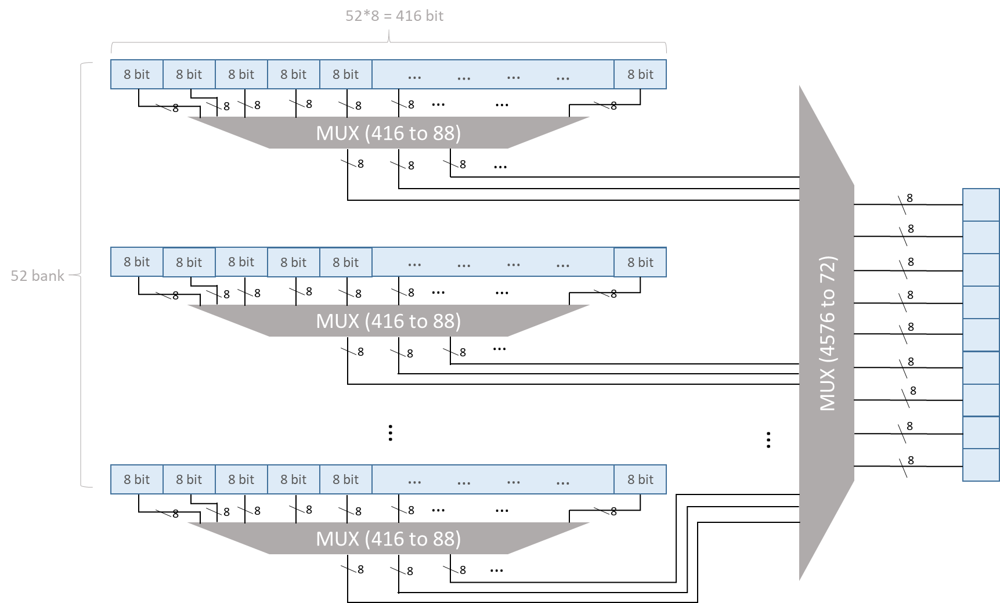 52*8 = 416 bit
8 bit 8 bit 8 bit 8 bit 8 bit ... ... ... ... 8 bit
8 8 8 8 8 8 ... ... 8
MUX (416 to 88)
8 8 8 ...
8
8
52 bank
8 bit 8 bit 8 bit 8 bit 8 bit ... ... ... ... 8 bit
8 8 8 8 8 8 ... ... 8
MUX (416 to 88)
8 8 8 ...
MUX (4576 to 72)
8
8
8
8
8
8
8
8 bit 8 bit 8 bit 8 bit 8 bit ... ... ... ... 8 bit
8 8 8 8 8 8 ... ... 8
MUX (416 to 88)
8 8 8 ...